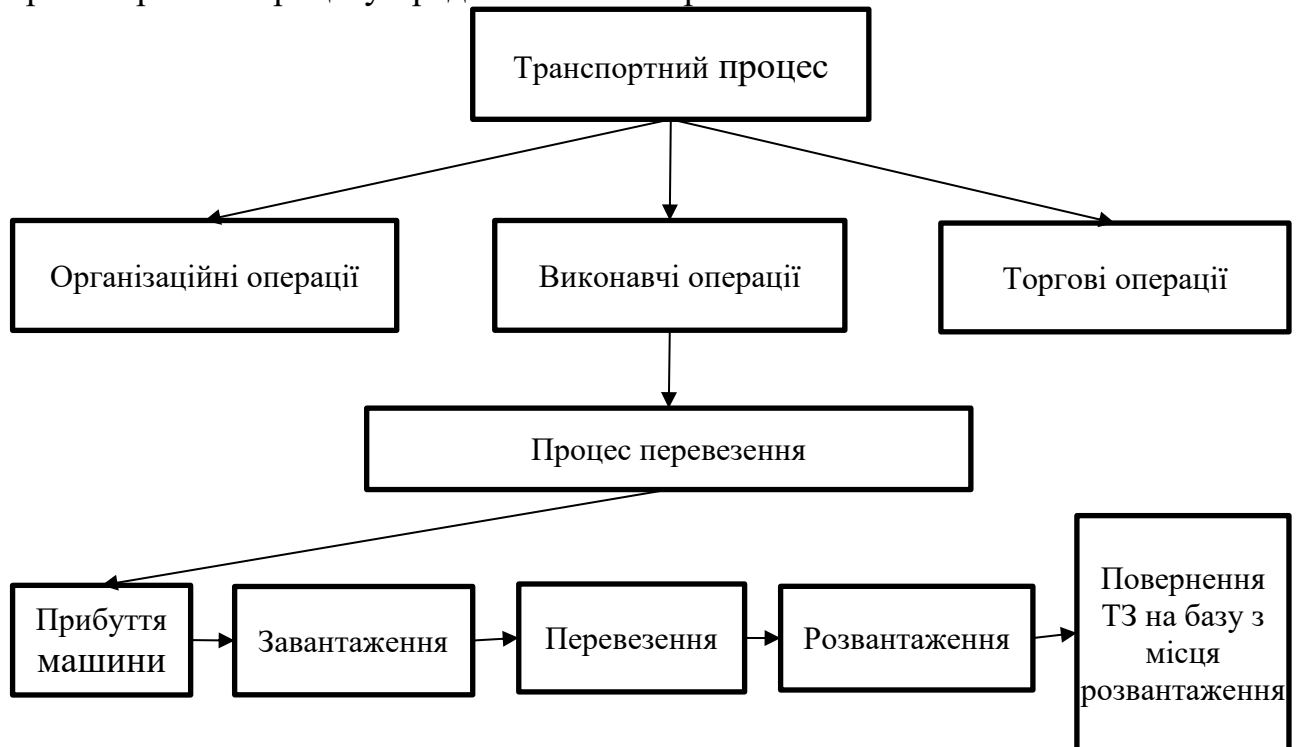 Транспортний процес
Організаційні операції
Виконавчі операції
Торгові операції
Процес перевезення
Прибуття
машини
Завантаження
Перевезення
Розвантаження
Повернення
ТЗ на базу з
місця
розвантаження